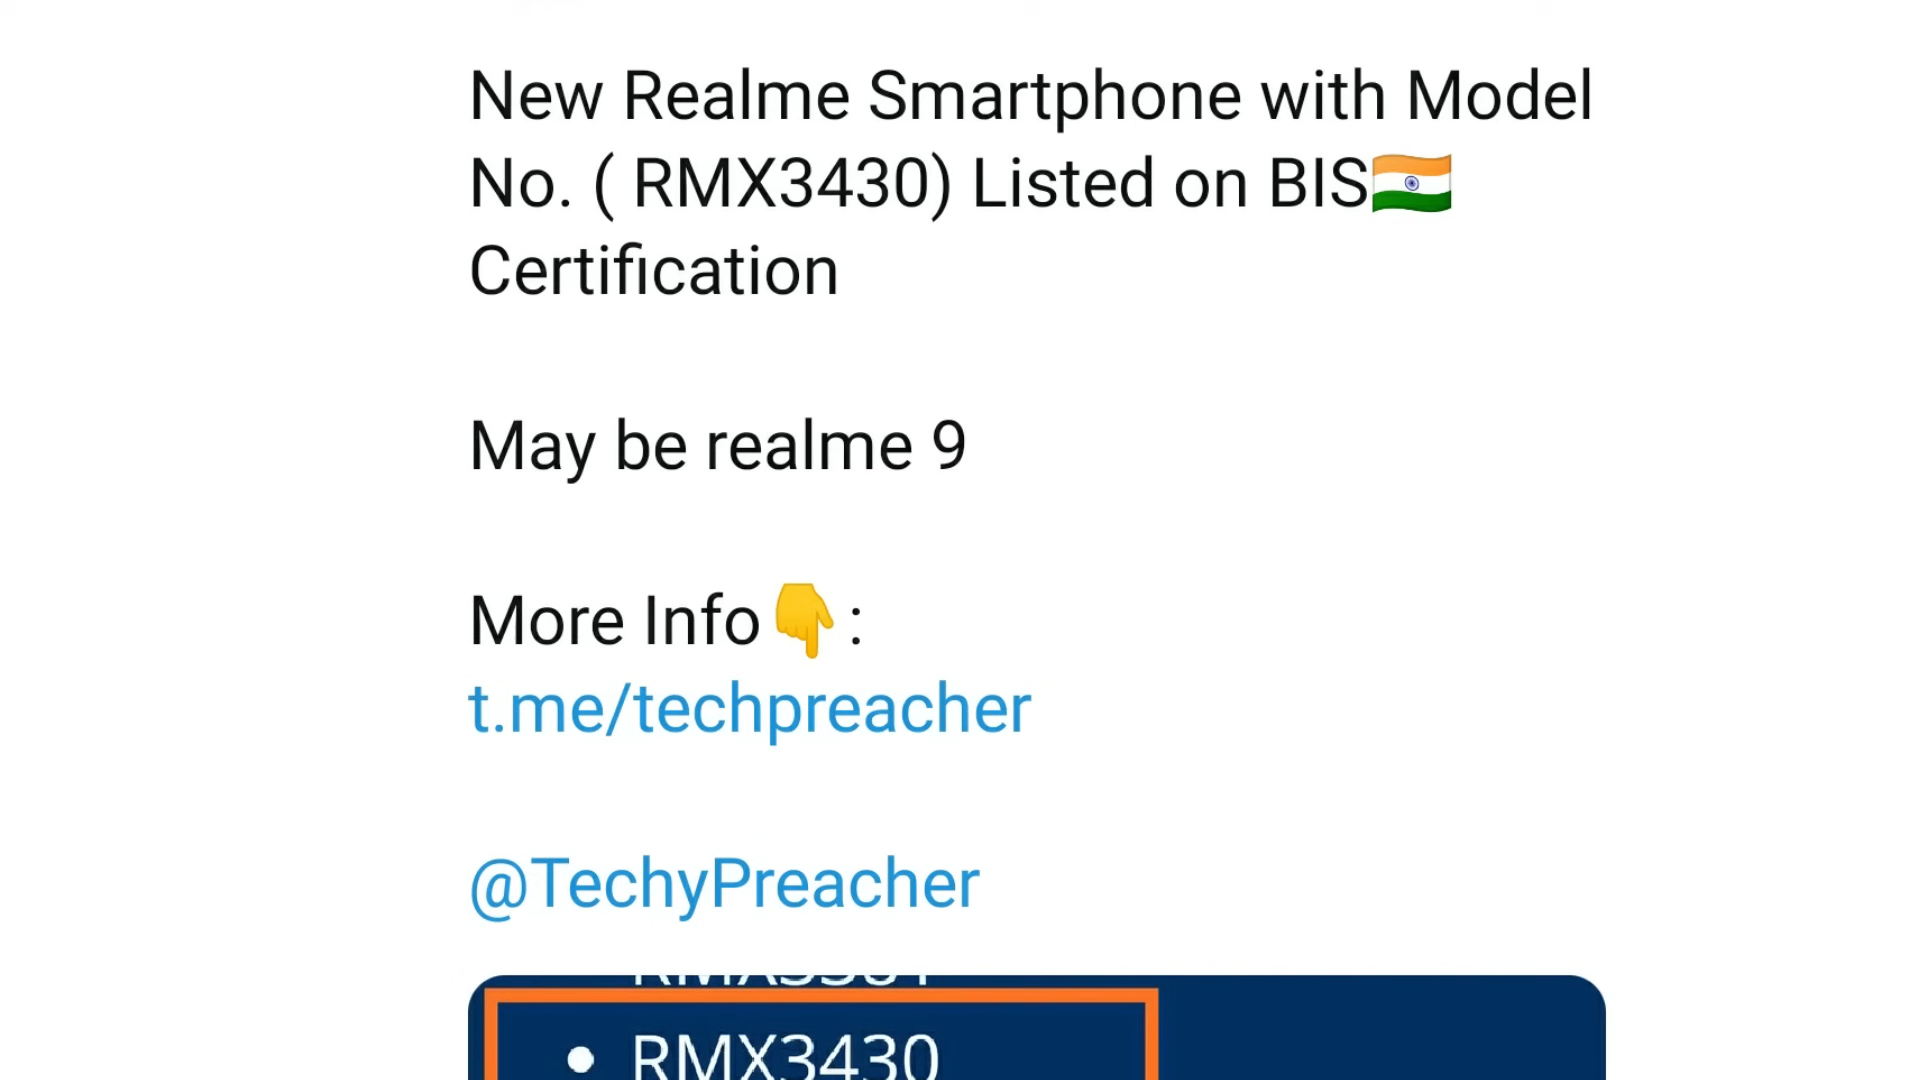 New Realme Smartphone with Model
No. ( RMX3430) Listed on BIS🇮🇳
Certification
May be realme 9
More Info👇:
t.me/techpreacher
@TechyPreacher
• RMX3430